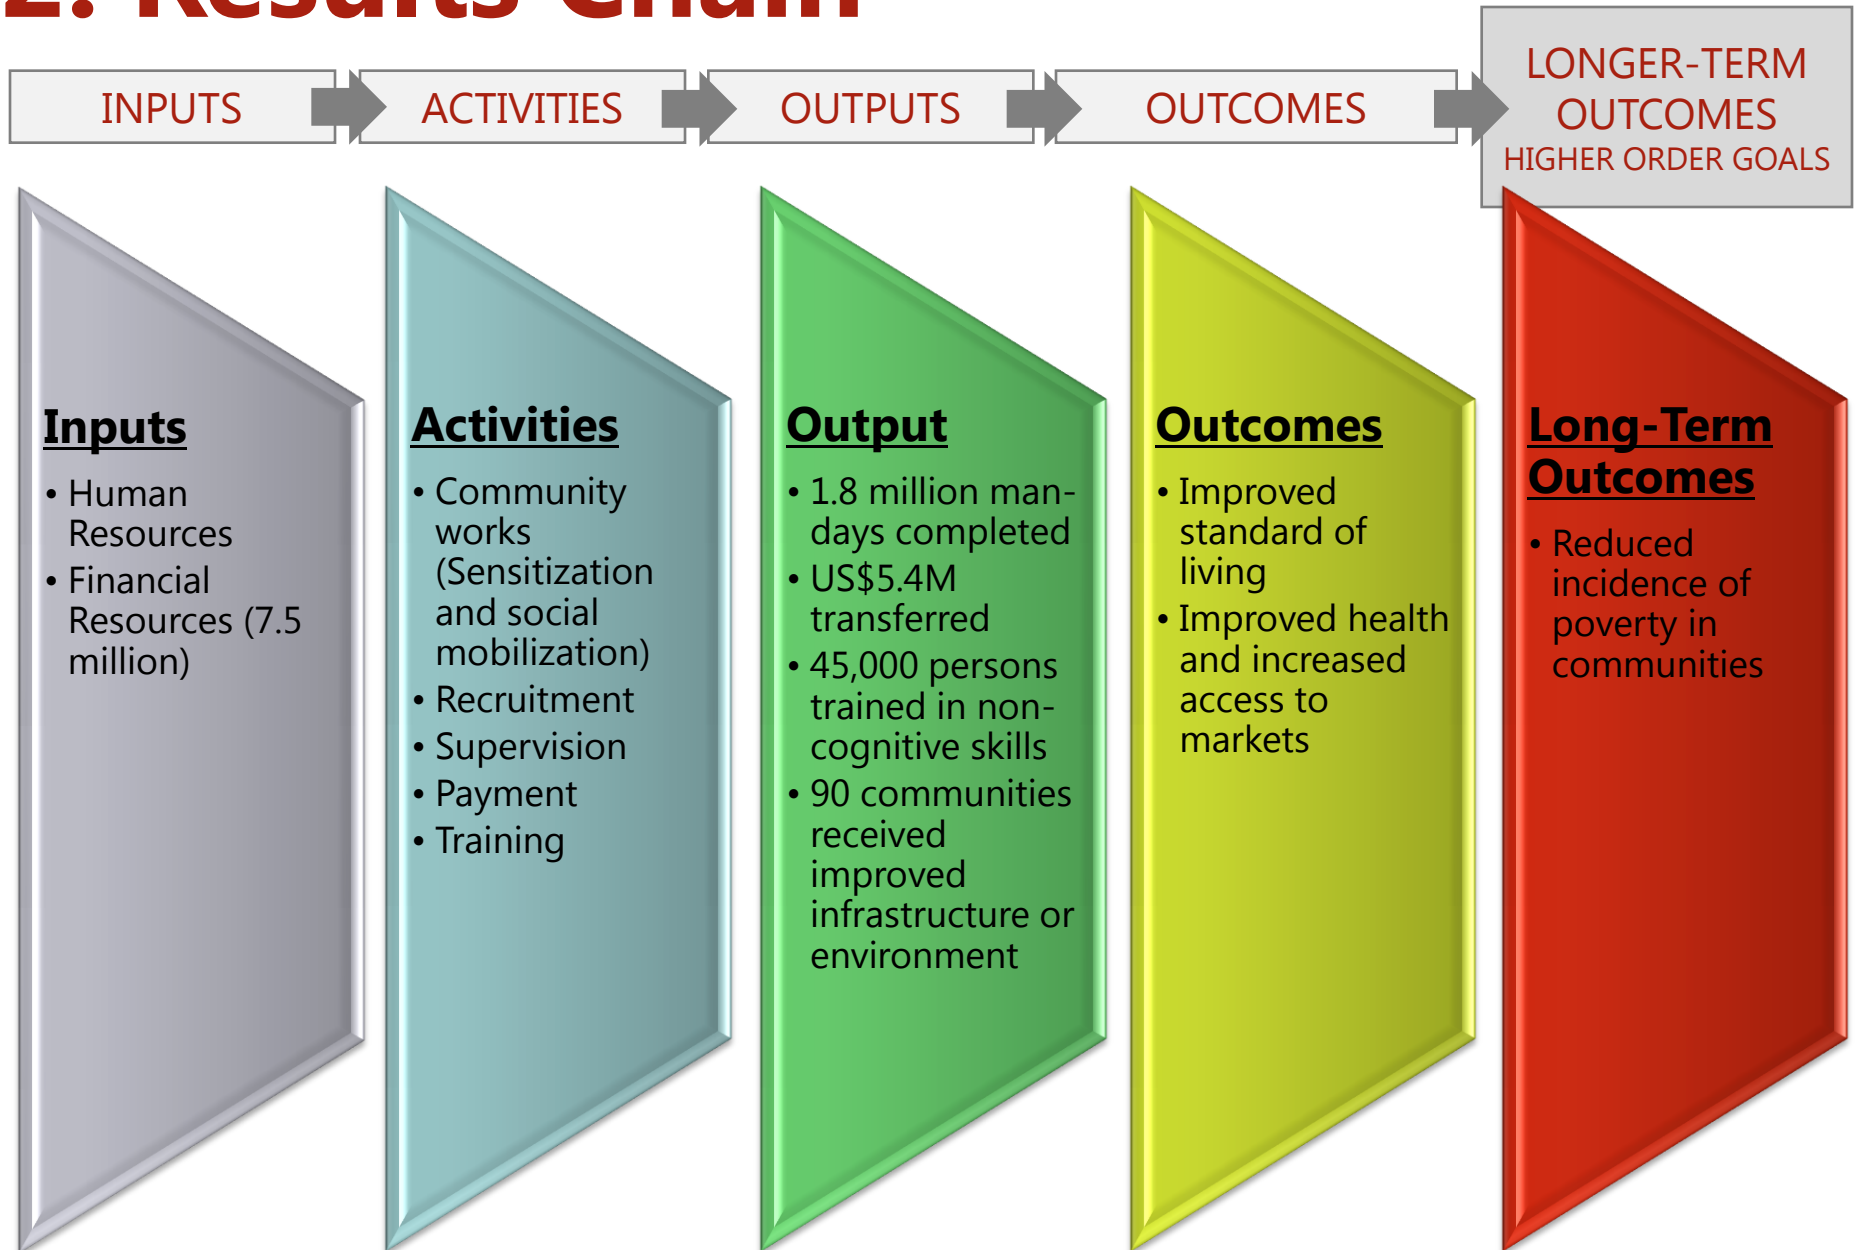 2. Results Chain
INPUTS
ACTIVITIES
OUTPUTS
OUTCOMES
LONGER-TERM
OUTCOMES
HIGHER ORDER GOALS
Inputs
• Human
Resources
• Financial
Resources (7.5
million)
Activities
• Community
works
(Sensitization
and social
mobilization)
• Recruitment
• Supervision
• Payment
• Training
Output
• 1.8 million man-
days completed
• US$5.4M
transferred
• 45,000 persons
trained in non-
cognitive skills
• 90 communities
received
improved
infrastructure or
environment
Outcomes
• Improved
standard of
living
• Improved health
and increased
access to
markets
Long-Term
Outcomes
• Reduced
incidence of
poverty in
communities